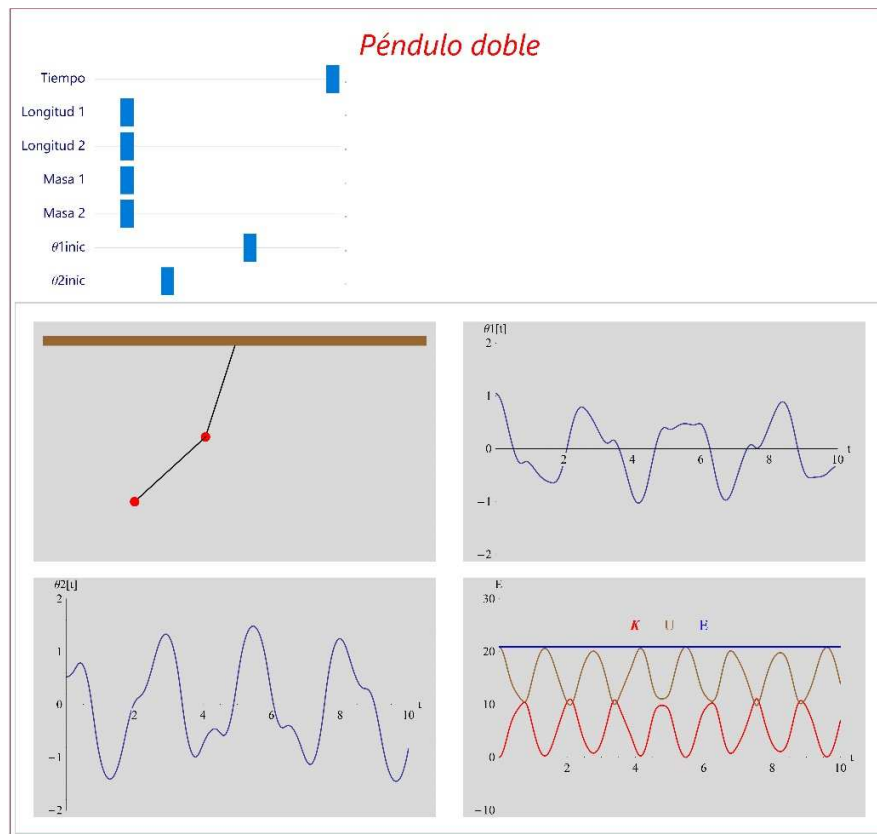 Péndulo doble
Tiempo
Longitud 1
Longitud 2
Masa 1
Masa 2
θ1inic
θ2inic
θ1[t]
2
1
0
2 4 6 8 10 t
−1
−2
θ2[t]
2
1
0
2 4 6 8 10 t
−1
−2
E
30
K U E
20
10
0
2 4 6 8 10 t
−10